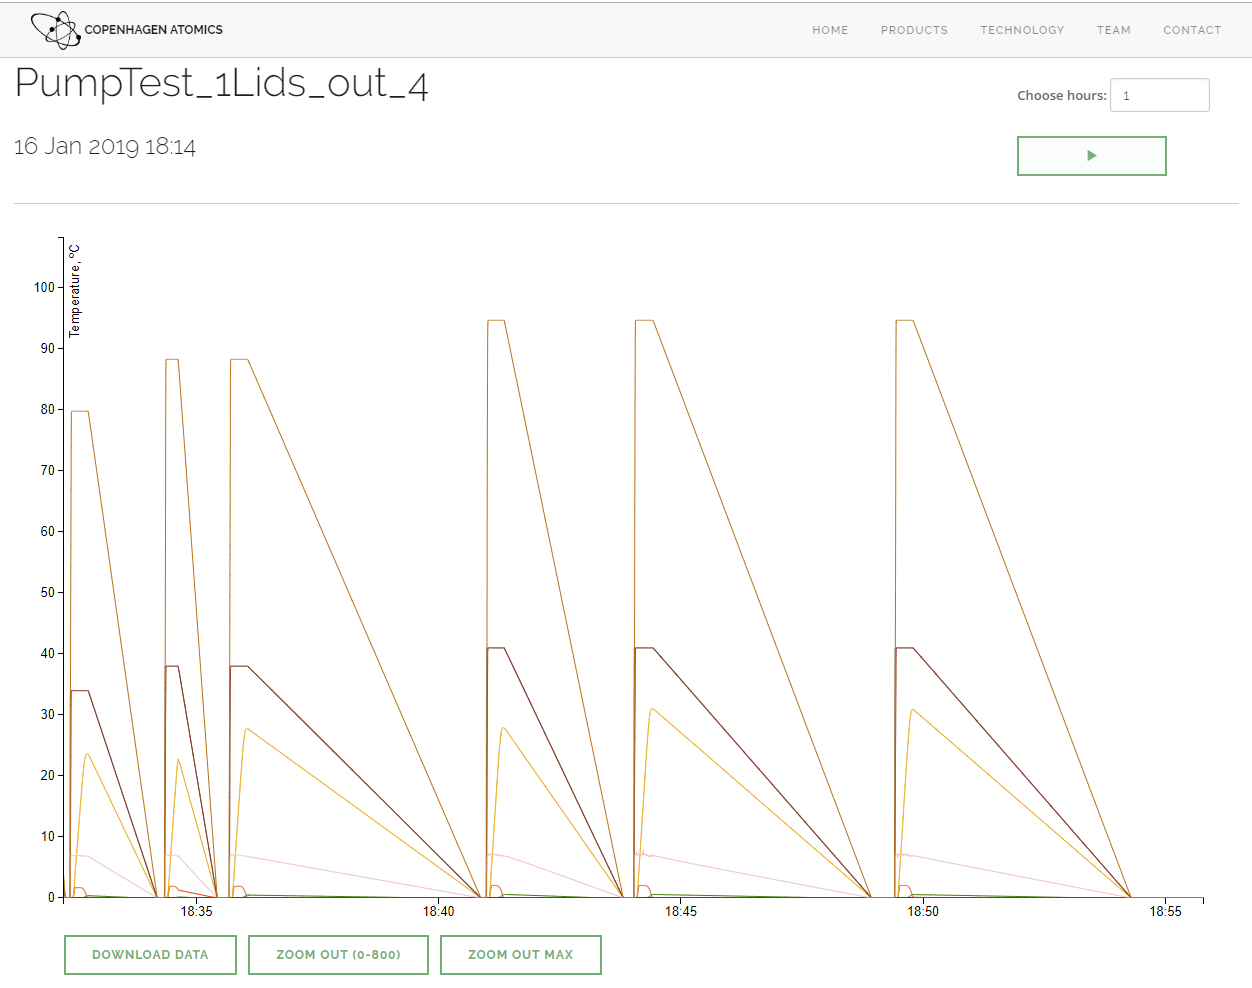 COPENHAGEN ATOMICS
HOME PRODUCTS TECHNOLOGY TEAM CONTACT
PumpTest_1Lids_out_4
Choose hours: 1
16 Jan 2019 18:14
Temperature, ºC
100
90
80
70
60
50
40
30
20
10
0
18:35 18:40 18:45 18:50 18:55
DOWNLOAD DATA ZOOM OUT (0-800) ZOOM OUT MAX